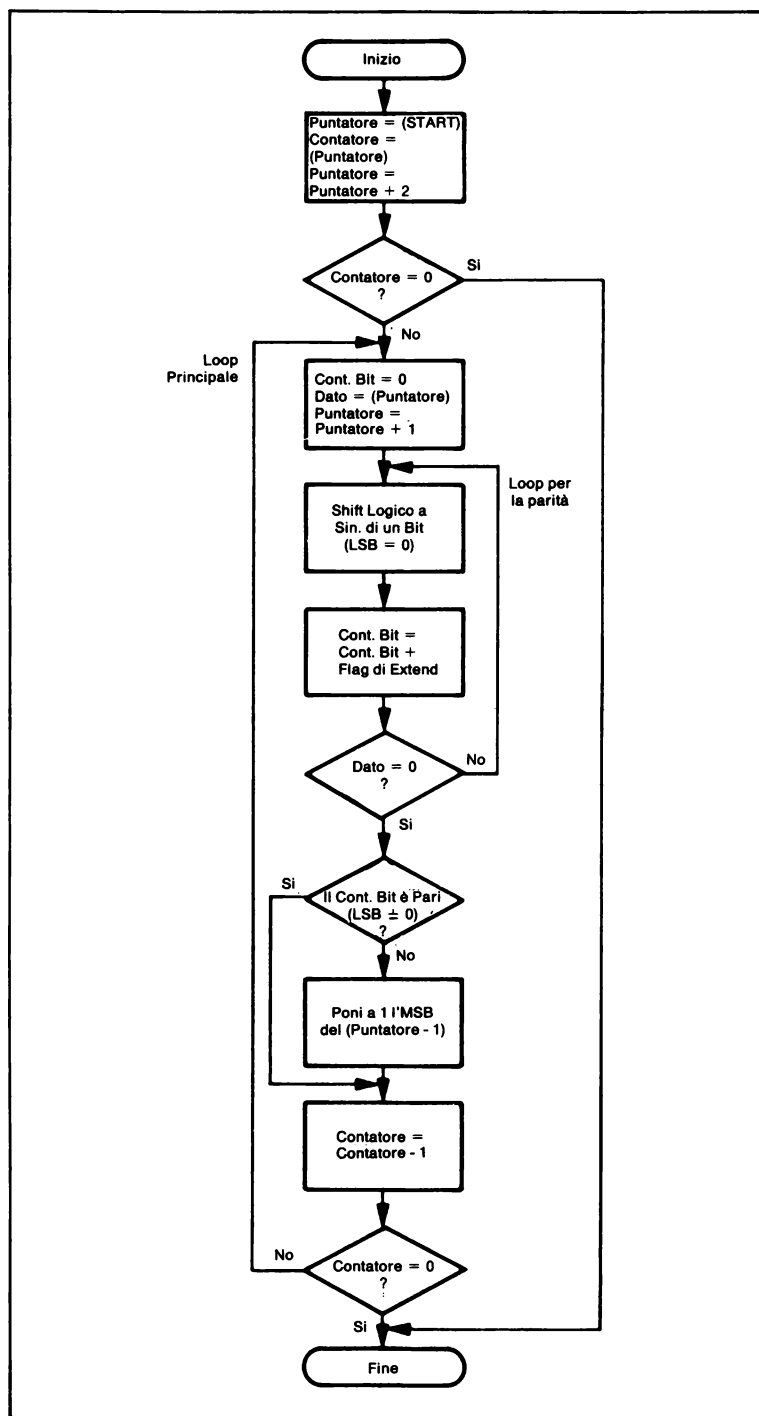 Inizio
Puntatore = (START)
Contatore =
(Puntatore)
Puntatore =
Puntatore + 2
Contatore = 0
?
Si
No
Loop
Principale
Cont. Bit = 0
Dato = (Puntatore)
Puntatore =
Puntatore + 1
Loop per
la parità
Shift Logico a
Sin. di un Bit
(LSB = 0)
Cont. Bit =
Cont. Bit +
Flag di Extend
Dato = 0
?
No
Si
Il Cont. Bit è Pari
(LSB ± 0)
?
Si
No
Poni a 1 l'MSB
del (Puntatore - 1)
Contatore =
Contatore - 1
Contatore = 0
?
No
Si
Fine